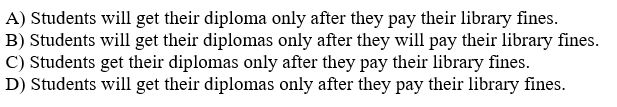 A) Students will get their diploma only after they pay their library fines.
B) Students will get their diplomas only after they will pay their library fines.
C) Students get their diplomas only after they pay their library fines.
D) Students will get their diplomas only after they pay their library fines.